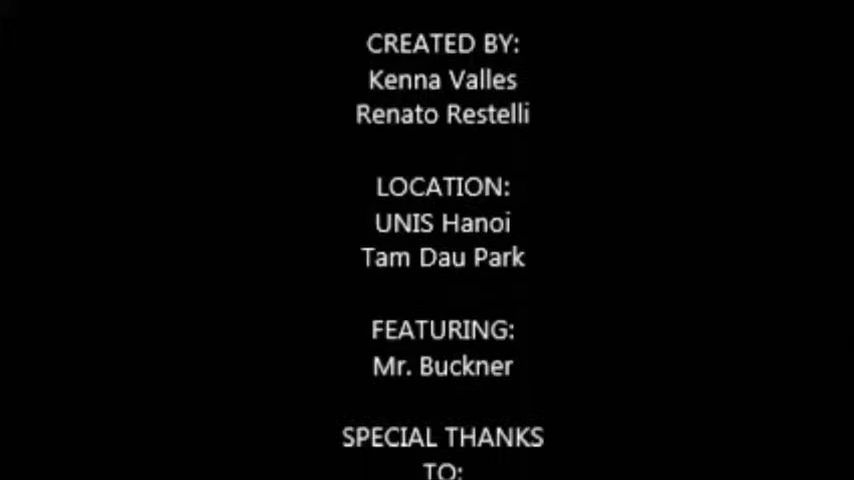 CREATED BY:
Kenna Valles
Renato Restelli
LOCATION:
UNIS Hanoi
Tam Dau Park
FEATURING:
Mr. Buckner
SPECIAL THANKS
TO: